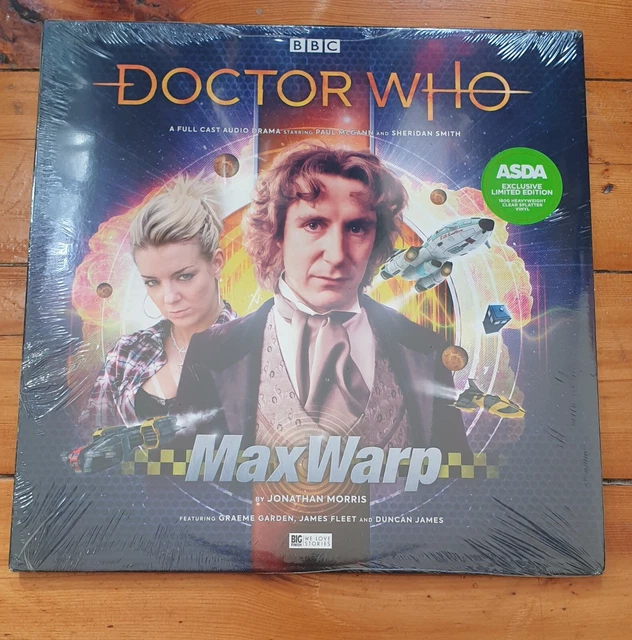 BBC
DOCTOR WHO
A FULL CAST AUDIO DRAMA STARRING PAUL McGANN AND SHERIDAN SMITH
ASDA
EXCLUSIVE
LIMITED EDITION
180G HEAVYWEIGHT
CLEAR SPLATTER
VINYL
MaxWarp
BY JONATHAN MORRIS
FEATURING GRAEME GARDEN, JAMES FLEET AND DUNCAN JAMES
BIG FINISH WE LOVE STORIES